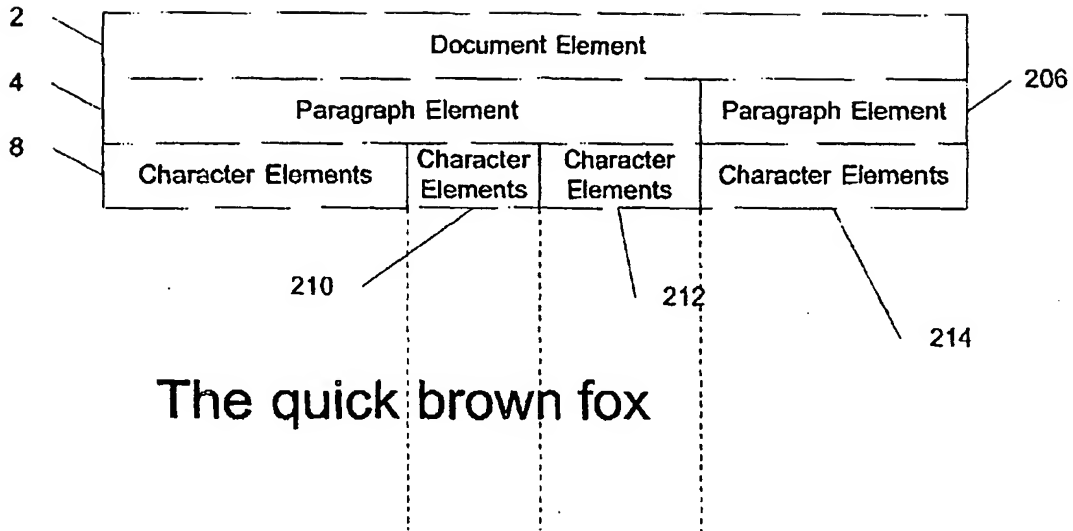 2
Document Element
4
Paragraph Element
Paragraph Element
206
8
Character Elements
Character
Elements
Character
Elements
Character Elements
210
212
214
The quick brown fox